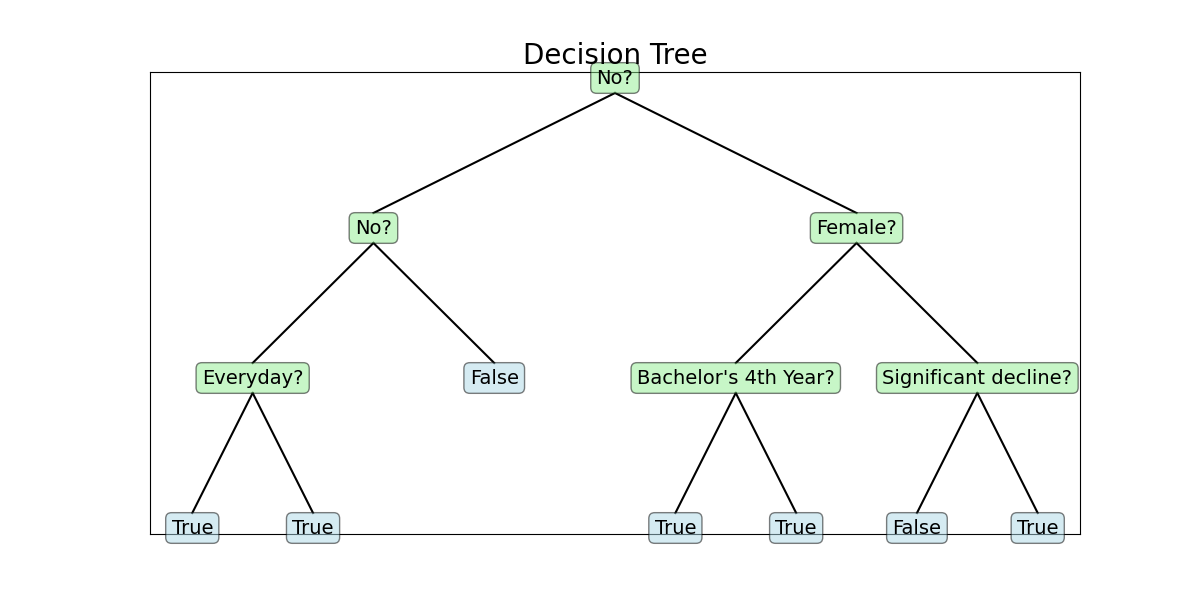 Decision Tree
No?
No?
Female?
Everyday?
False
Bachelor's 4th Year?
Significant decline?
True
True
True
True
False
True